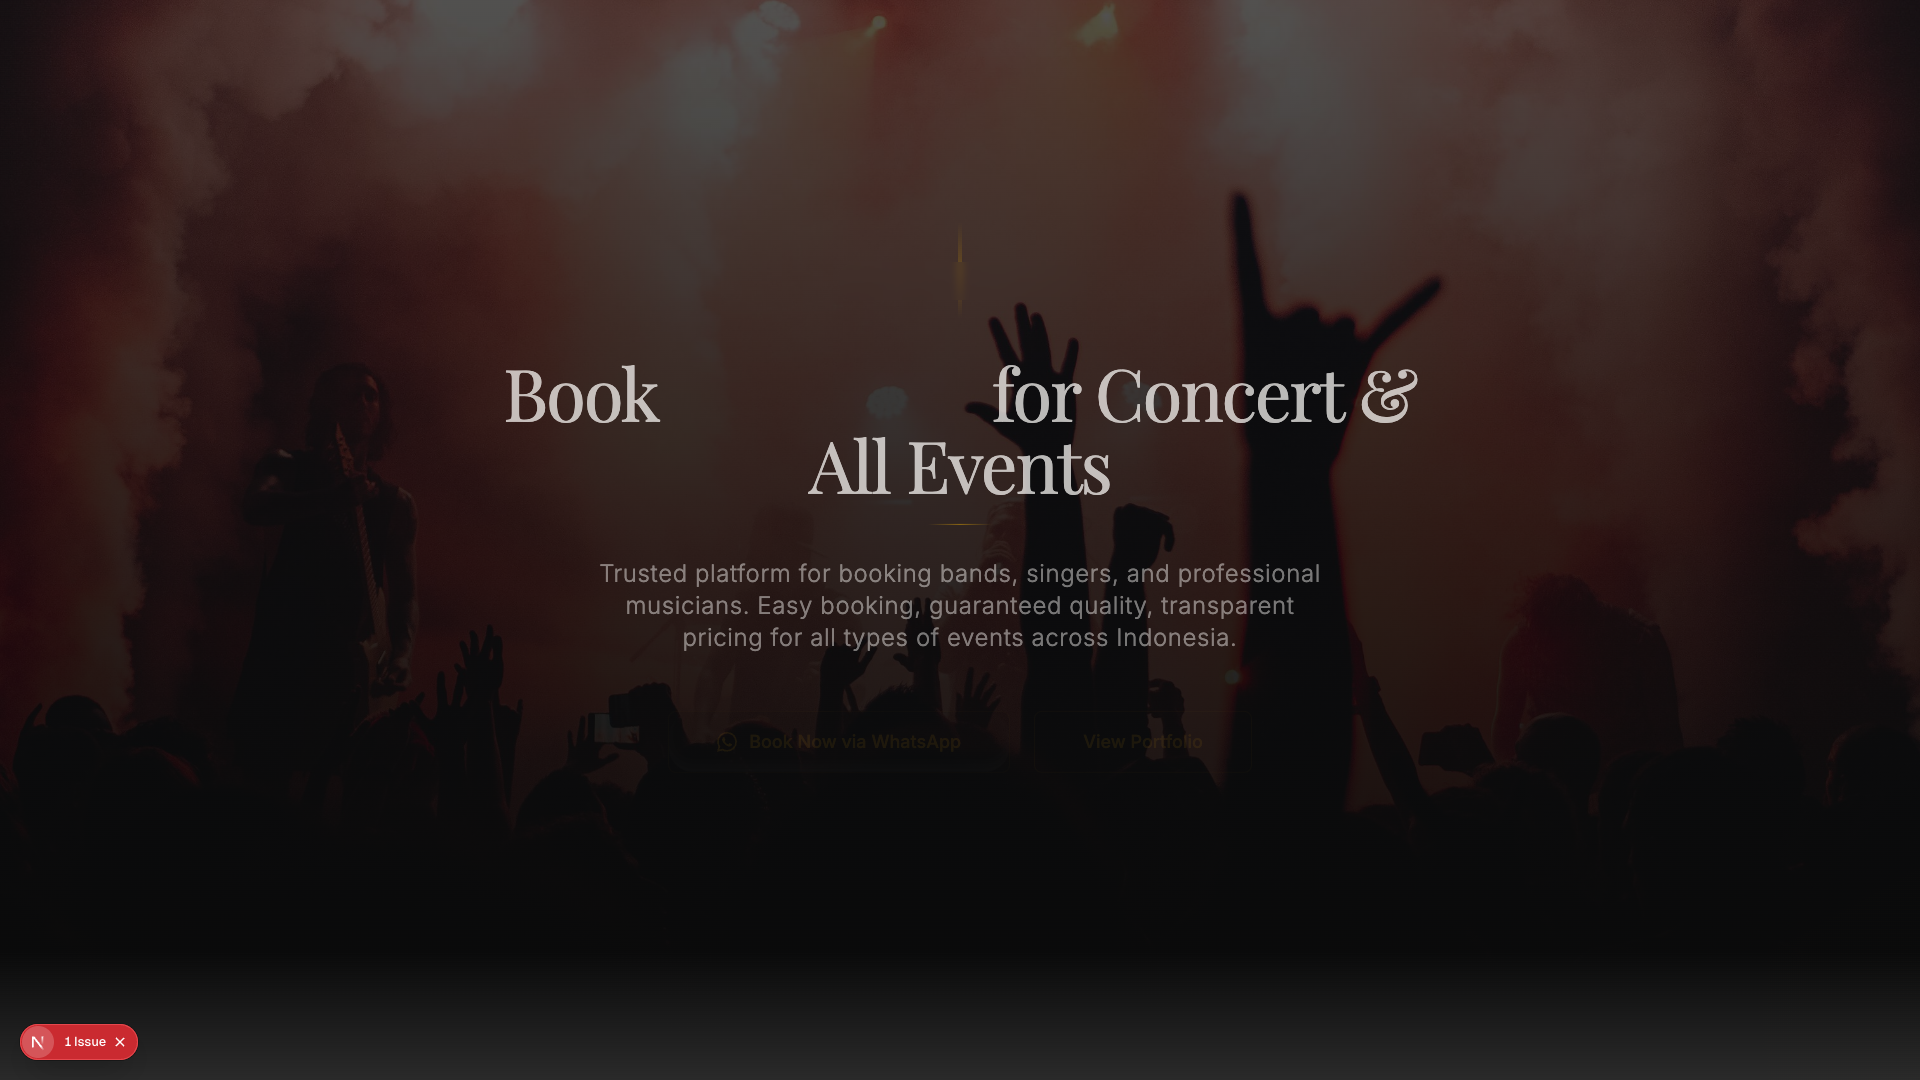 Book for Concert &
All Events
Trusted platform for booking bands, singers, and professional
musicians. Easy booking, guaranteed quality, transparent
pricing for all types of events across Indonesia.
Book Now via WhatsApp
View Portfolio
N
1 Issue